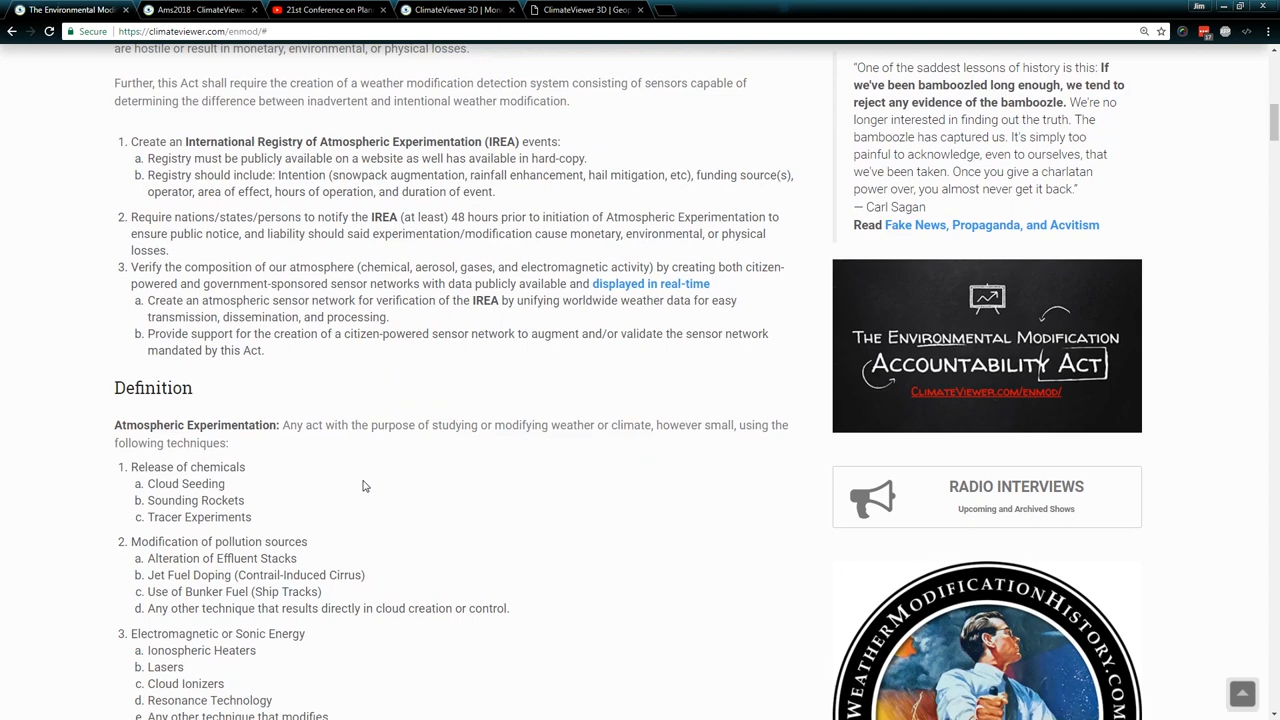 The Environmental Modi
Ams2018 - ClimateViewer
21st Conference on Plan
ClimateViewer 3D | Mon
ClimateViewer 3D | Geop
Jim
Secure
https://climateviewer.com/enmod/#
17
are hostile or result in monetary, environmental, or physical losses.
Further, this Act shall require the creation of a weather modification detection system consisting of sensors capable of
determining the difference between inadvertent and intentional weather modification.
1. Create an International Registry of Atmospheric Experimentation (IREA) events:
a. Registry must be publicly available on a website as well has available in hard-copy.
b. Registry should include: Intention (snowpack augmentation, rainfall enhancement, hail mitigation, etc), funding source(s),
operator, area of effect, hours of operation, and duration of event.
2. Require nations/states/persons to notify the IREA (at least) 48 hours prior to initiation of Atmospheric Experimentation to
ensure public notice, and liability should said experimentation/modification cause monetary, environmental, or physical
losses.
3. Verify the composition of our atmosphere (chemical, aerosol, gases, and electromagnetic activity) by creating both citizen-
powered and government-sponsored sensor networks with data publicly available and displayed in real-time
a. Create an atmospheric sensor network for verification of the IREA by unifying worldwide weather data for easy
transmission, dissemination, and processing.
b. Provide support for the creation of a citizen-powered sensor network to augment and/or validate the sensor network
mandated by this Act.
Definition
Atmospheric Experimentation: Any act with the purpose of studying or modifying weather or climate, however small, using the
following techniques:
1. Release of chemicals
a. Cloud Seeding
b. Sounding Rockets
c. Tracer Experiments
2. Modification of pollution sources
a. Alteration of Effluent Stacks
b. Jet Fuel Doping (Contrail-Induced Cirrus)
c. Use of Bunker Fuel (Ship Tracks)
d. Any other technique that results directly in cloud creation or control.
3. Electromagnetic or Sonic Energy
a. Ionospheric Heaters
b. Lasers
c. Cloud Ionizers
d. Resonance Technology
e. Any other technique that modifies
“One of the saddest lessons of history is this: If
we've been bamboozled long enough, we tend to
reject any evidence of the bamboozle. We're no
longer interested in finding out the truth. The
bamboozle has captured us. It's simply too
painful to acknowledge, even to ourselves, that
we've been taken. Once you give a charlatan
power over, you almost never get it back.”
— Carl Sagan
Read Fake News, Propaganda, and Acvitism
The Environmental Modification
Accountability Act
ClimateViewer.com/enmod/
RADIO INTERVIEWS
Upcoming and Archived Shows
WEATHERMODIFICATIONHISTORY.COM